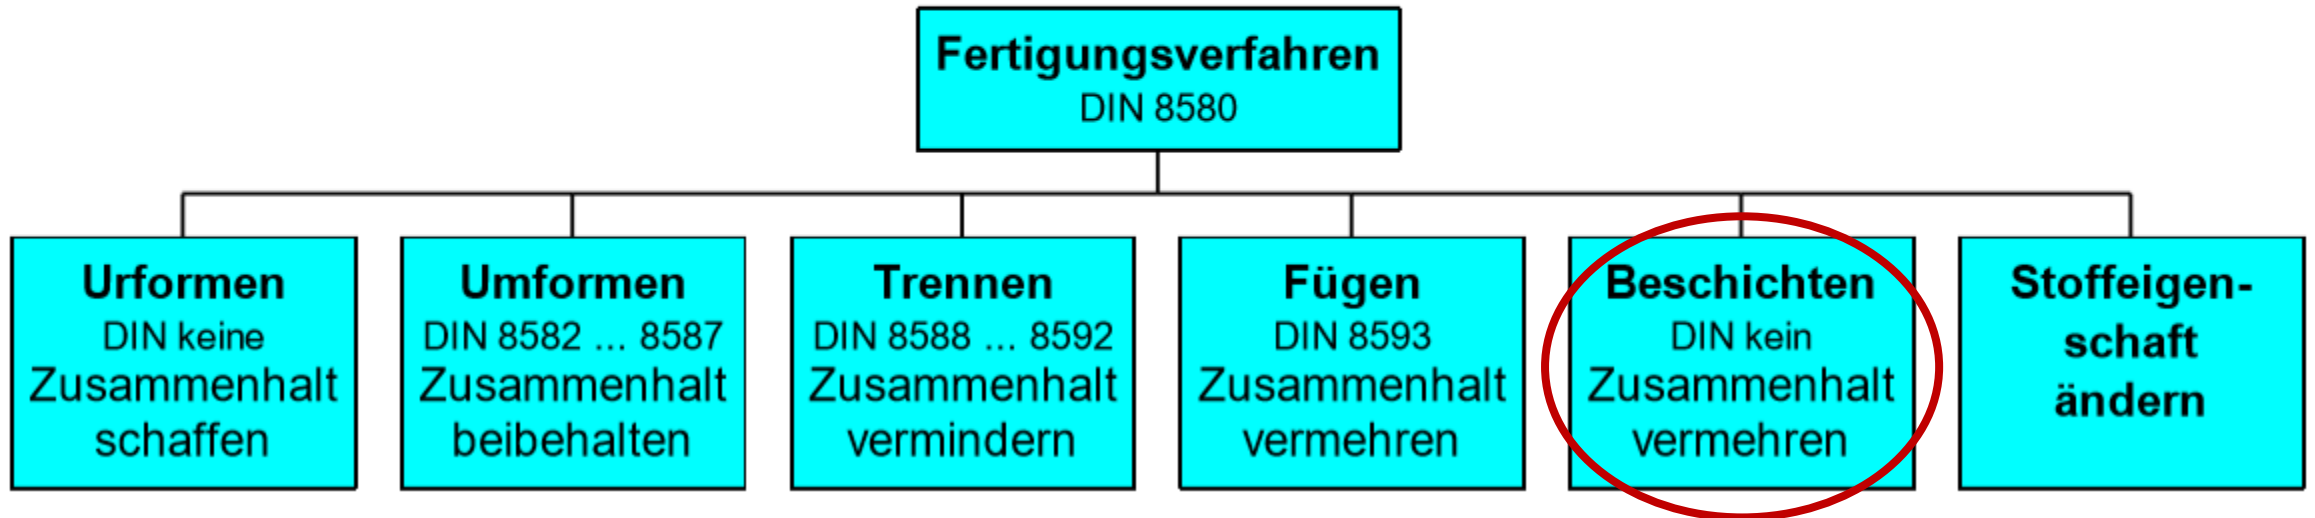 Fertigungsverfahren
DIN 8580
Urformen
DIN keine
Zusammenhalt
schaffen
Umformen
DIN 8582 ... 8587
Zusammenhalt
beibehalten
Trennen
DIN 8588 ... 8592
Zusammenhalt
vermindern
Fügen
DIN 8593
Zusammenhalt
vermehren
Beschichten
DIN kein
Zusammenhalt
vermehren
Stoffeigen-
schaft
ändern